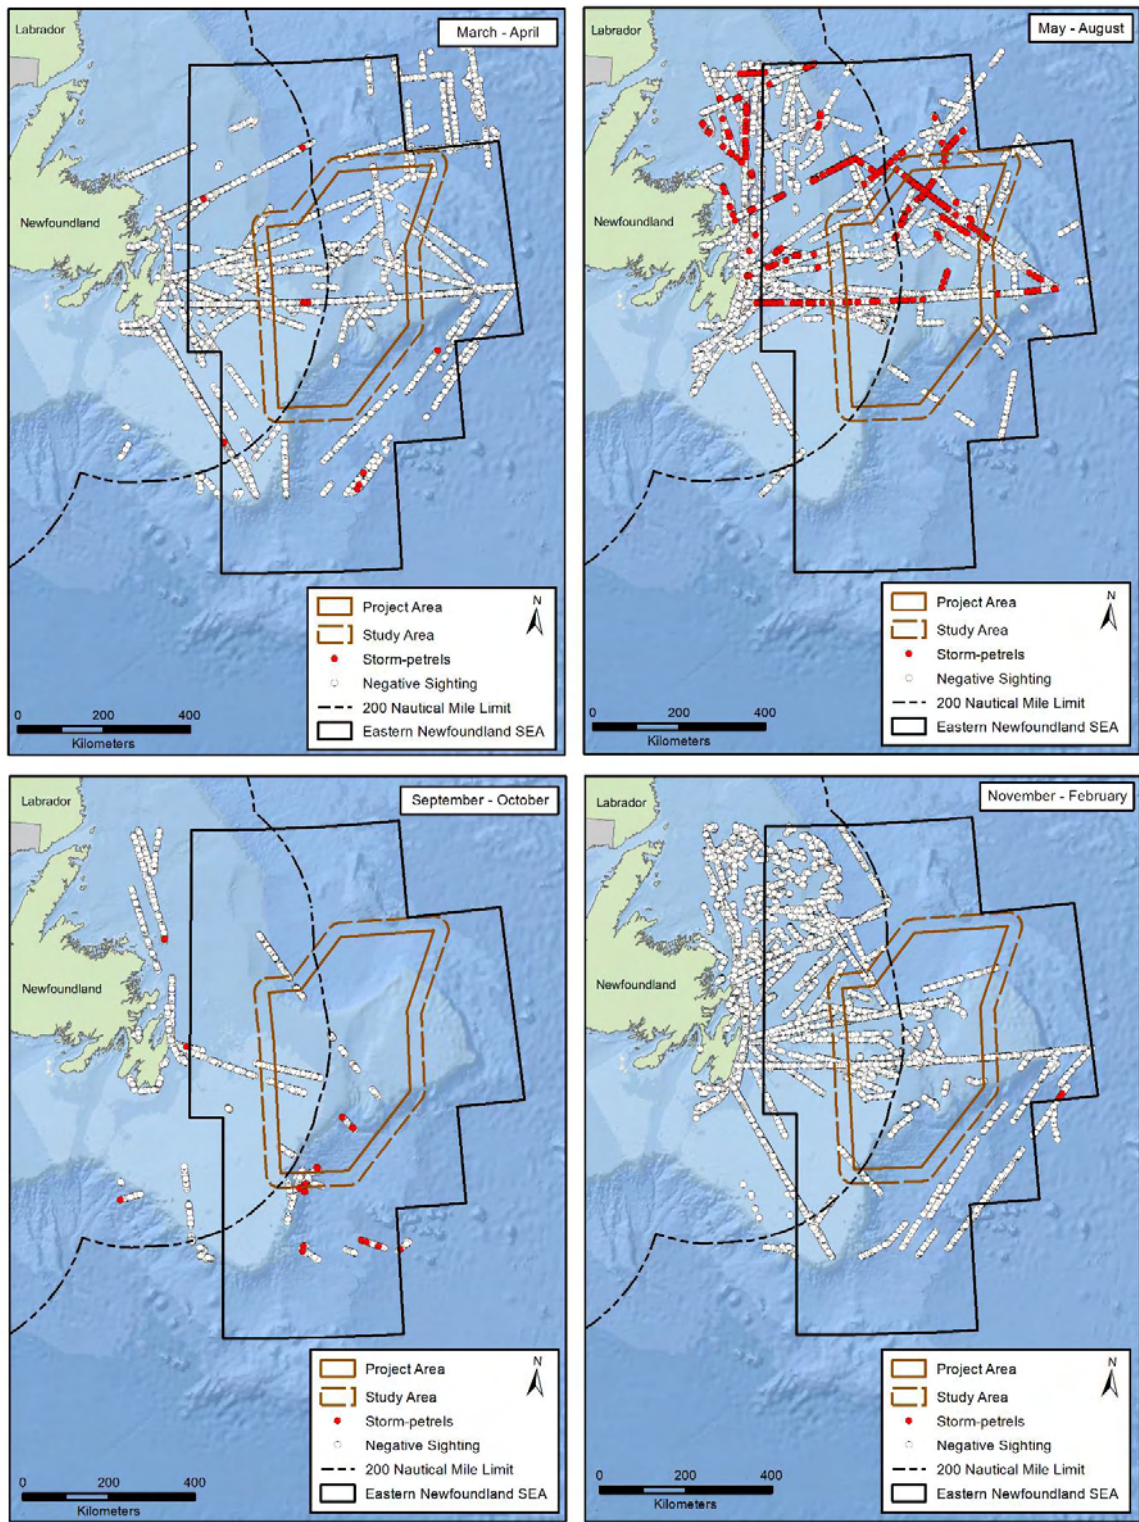 Labrador
March - April
Newfoundland
Project Area
N
Study Area
Storm-petrels
Negative Sighting
200 Nautical Mile Limit
Eastern Newfoundland SEA
0 200 400
Kilometers
Labrador
May - August
Newfoundland
Project Area
N
Study Area
Storm-petrels
Negative Sighting
200 Nautical Mile Limit
Eastern Newfoundland SEA
0 200 400
Kilometers
Labrador
September - October
Newfoundland
Project Area
N
Study Area
Storm-petrels
Negative Sighting
200 Nautical Mile Limit
Eastern Newfoundland SEA
0 200 400
Kilometers
Labrador
November - February
Newfoundland
Project Area
N
Study Area
Storm-petrels
Negative Sighting
200 Nautical Mile Limit
Eastern Newfoundland SEA
0 200 400
Kilometers